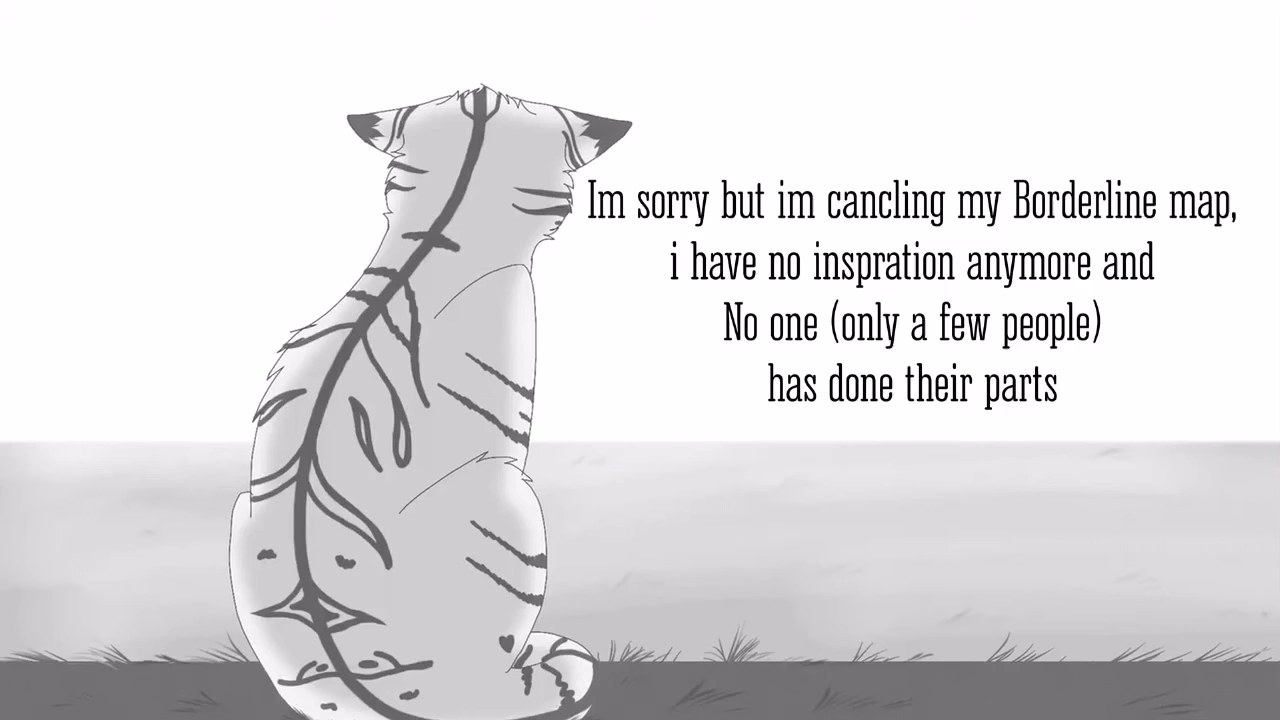 Im sorry but im cancling my Borderline map,
i have no inspration anymore and
No one (only a few people)
has done their parts